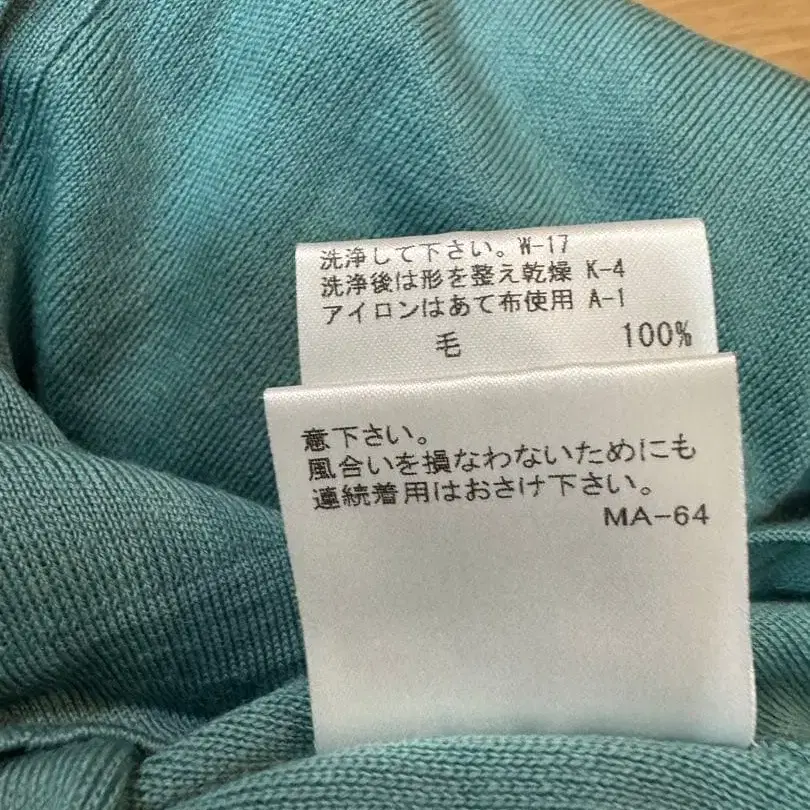 洗浄して下さい。W-17
洗浄後は形を整え乾燥 K-4
アイロンはあて布使用 A-1
毛 100%
意下さい。
風合いを損なわないためにも
連続着用はおさけ下さい。
MA-64